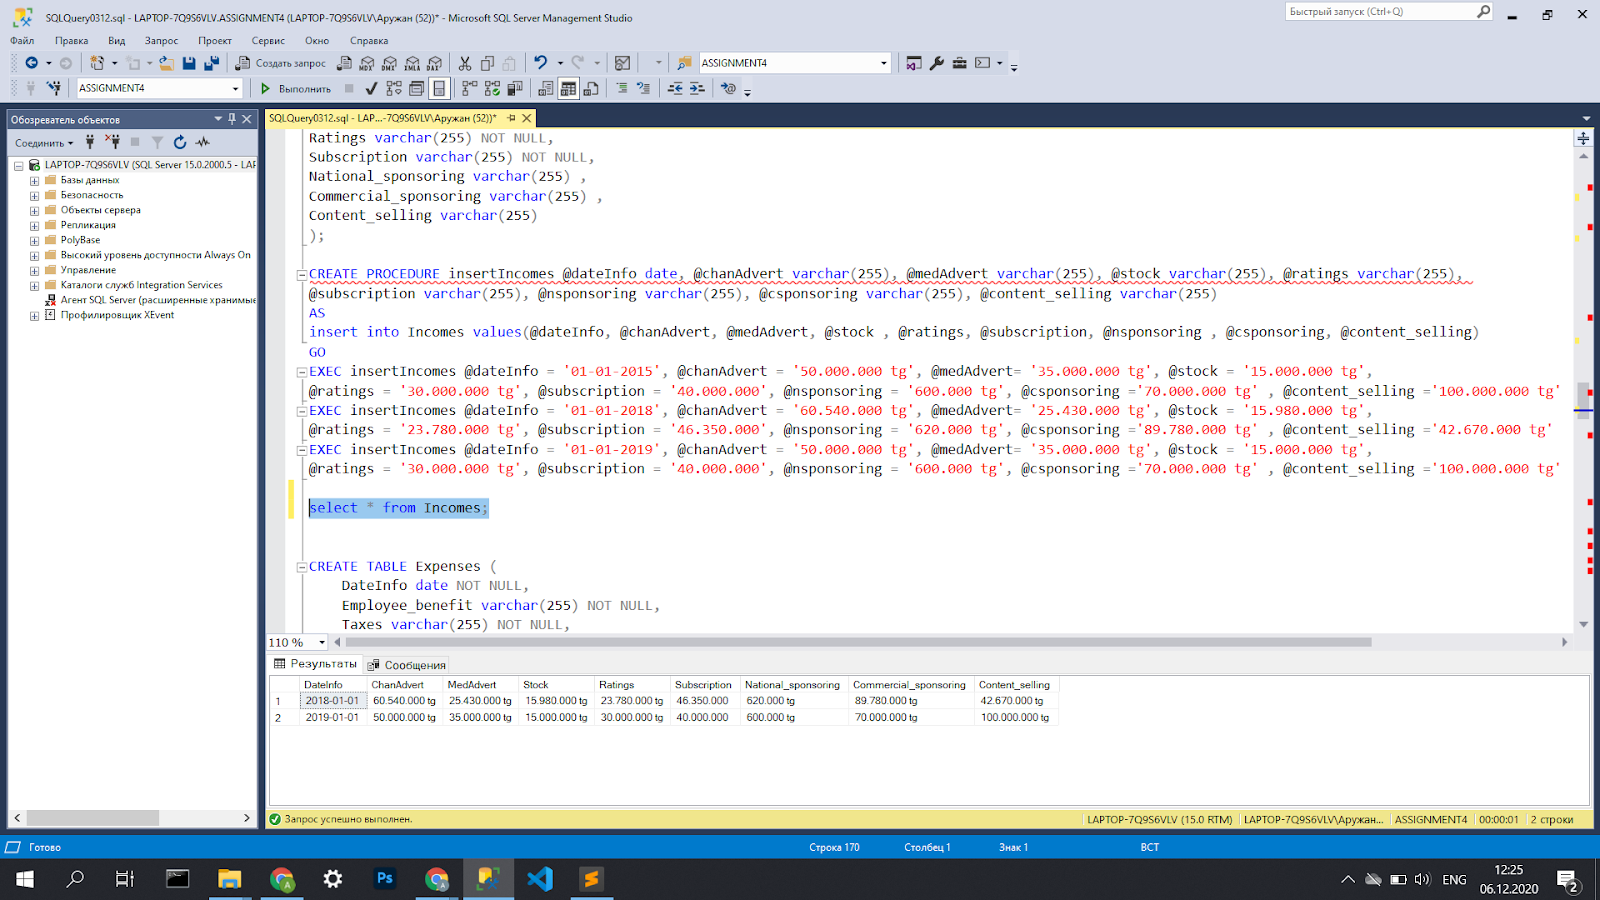 SQLQuery0312.sql - LAPTOP-7Q9S6VLV.ASSIGNMENT4 (LAPTOP-7Q9S6VLV\Аружан (52))* - Microsoft SQL Server Management Studio
Быстрый запуск (Ctrl+Q)
Файл Правка Вид Запрос Проект Сервис Окно Справка
Создать запрос MDX DMX XMLA DAX ASSIGNMENT4
ASSIGNMENT4 Выполнить
Обозреватель объектов
SQLQuery0312.sql - LAP...-7Q9S6VLV\Аружан (52))*
Соединить
LAPTOP-7Q9S6VLV (SQL Server 15.0.2000.5 - LAP
Базы данных
Безопасность
Объекты сервера
Репликация
PolyBase
Высокий уровень доступности Always On
Управление
Каталоги служб Integration Services
Агент SQL Server (расширенные хранимые
Профилировщик XEvent
Ratings varchar(255) NOT NULL,
Subscription varchar(255) NOT NULL,
National_sponsoring varchar(255) ,
Commercial_sponsoring varchar(255) ,
Content_selling varchar(255)
);
CREATE PROCEDURE insertIncomes @dateInfo date, @chanAdvert varchar(255), @medAdvert varchar(255), @stock varchar(255), @ratings varchar(255),
@subscription varchar(255), @nsponsoring varchar(255), @csponsoring varchar(255), @content_selling varchar(255)
AS
insert into Incomes values(@dateInfo, @chanAdvert, @medAdvert, @stock , @ratings, @subscription, @nsponsoring , @csponsoring, @content_selling)
GO
EXEC insertIncomes @dateInfo = '01-01-2015', @chanAdvert = '50.000.000 tg', @medAdvert= '35.000.000 tg', @stock = '15.000.000 tg',
@ratings = '30.000.000 tg', @subscription = '40.000.000', @nsponsoring = '600.000 tg', @csponsoring ='70.000.000 tg' , @content_selling ='100.000.000 tg'
EXEC insertIncomes @dateInfo = '01-01-2018', @chanAdvert = '60.540.000 tg', @medAdvert= '25.430.000 tg', @stock = '15.980.000 tg',
@ratings = '23.780.000 tg', @subscription = '46.350.000', @nsponsoring = '620.000 tg', @csponsoring ='89.780.000 tg' , @content_selling ='42.670.000 tg'
EXEC insertIncomes @dateInfo = '01-01-2019', @chanAdvert = '50.000.000 tg', @medAdvert= '35.000.000 tg', @stock = '15.000.000 tg',
@ratings = '30.000.000 tg', @subscription = '40.000.000', @nsponsoring = '600.000 tg', @csponsoring ='70.000.000 tg' , @content_selling ='100.000.000 tg'
select * from Incomes;
CREATE TABLE Expenses (
DateInfo date NOT NULL,
Employee_benefit varchar(255) NOT NULL,
Taxes varchar(255) NOT NULL,
110 %
Результаты Сообщения
DateInfo ChanAdvert MedAdvert Stock Ratings Subscription National_sponsoring Commercial_sponsoring Content_selling
1 2018-01-01 60.540.000 tg 25.430.000 tg 15.980.000 tg 23.780.000 tg 46.350.000 620.000 tg 89.780.000 tg 42.670.000 tg
2 2019-01-01 50.000.000 tg 35.000.000 tg 15.000.000 tg 30.000.000 tg 40.000.000 600.000 tg 70.000.000 tg 100.000.000 tg
Запрос успешно выполнен. LAPTOP-7Q9S6VLV (15.0 RTM) LAPTOP-7Q9S6VLV\Аружан... ASSIGNMENT4 00:00:01 2 строки
Готово Строка 170 Столбец 1 Знак 1 ВСТ
Ps ENG 12:25
06.12.2020 2